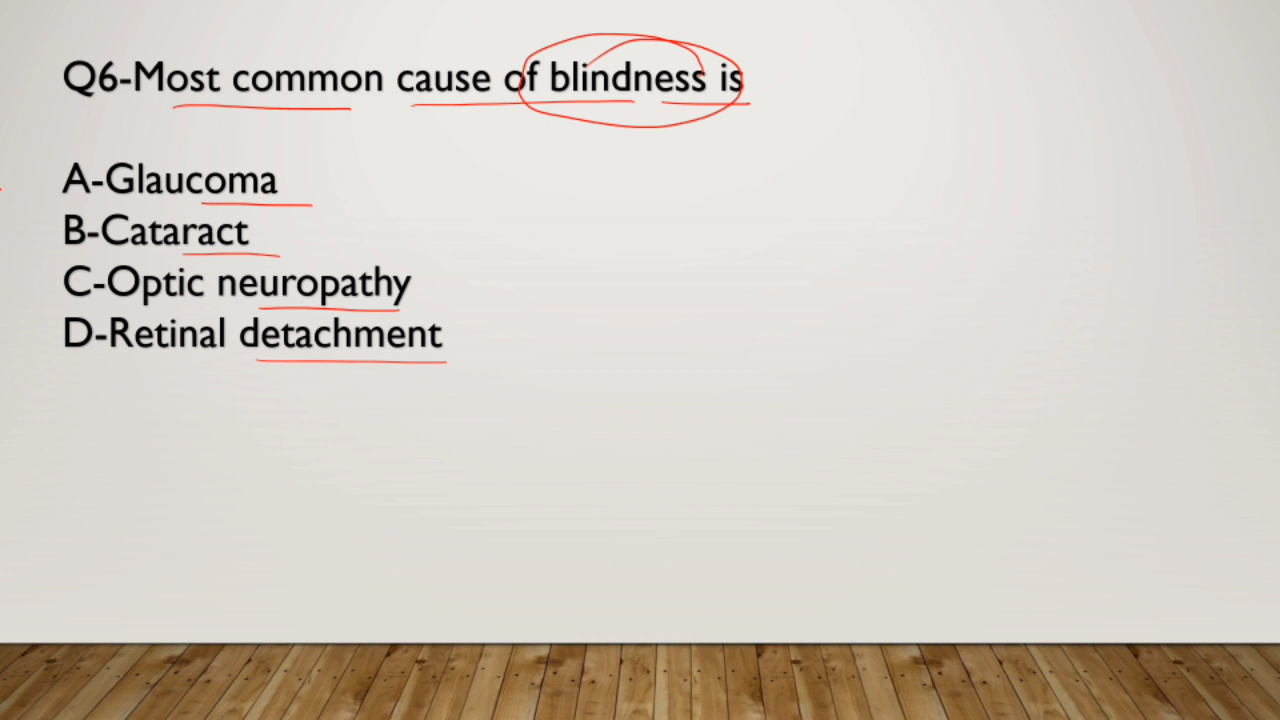 Q6-Most common cause of blindness is
A-Glaucoma
B-Cataract
C-Optic neuropathy
D-Retinal detachment